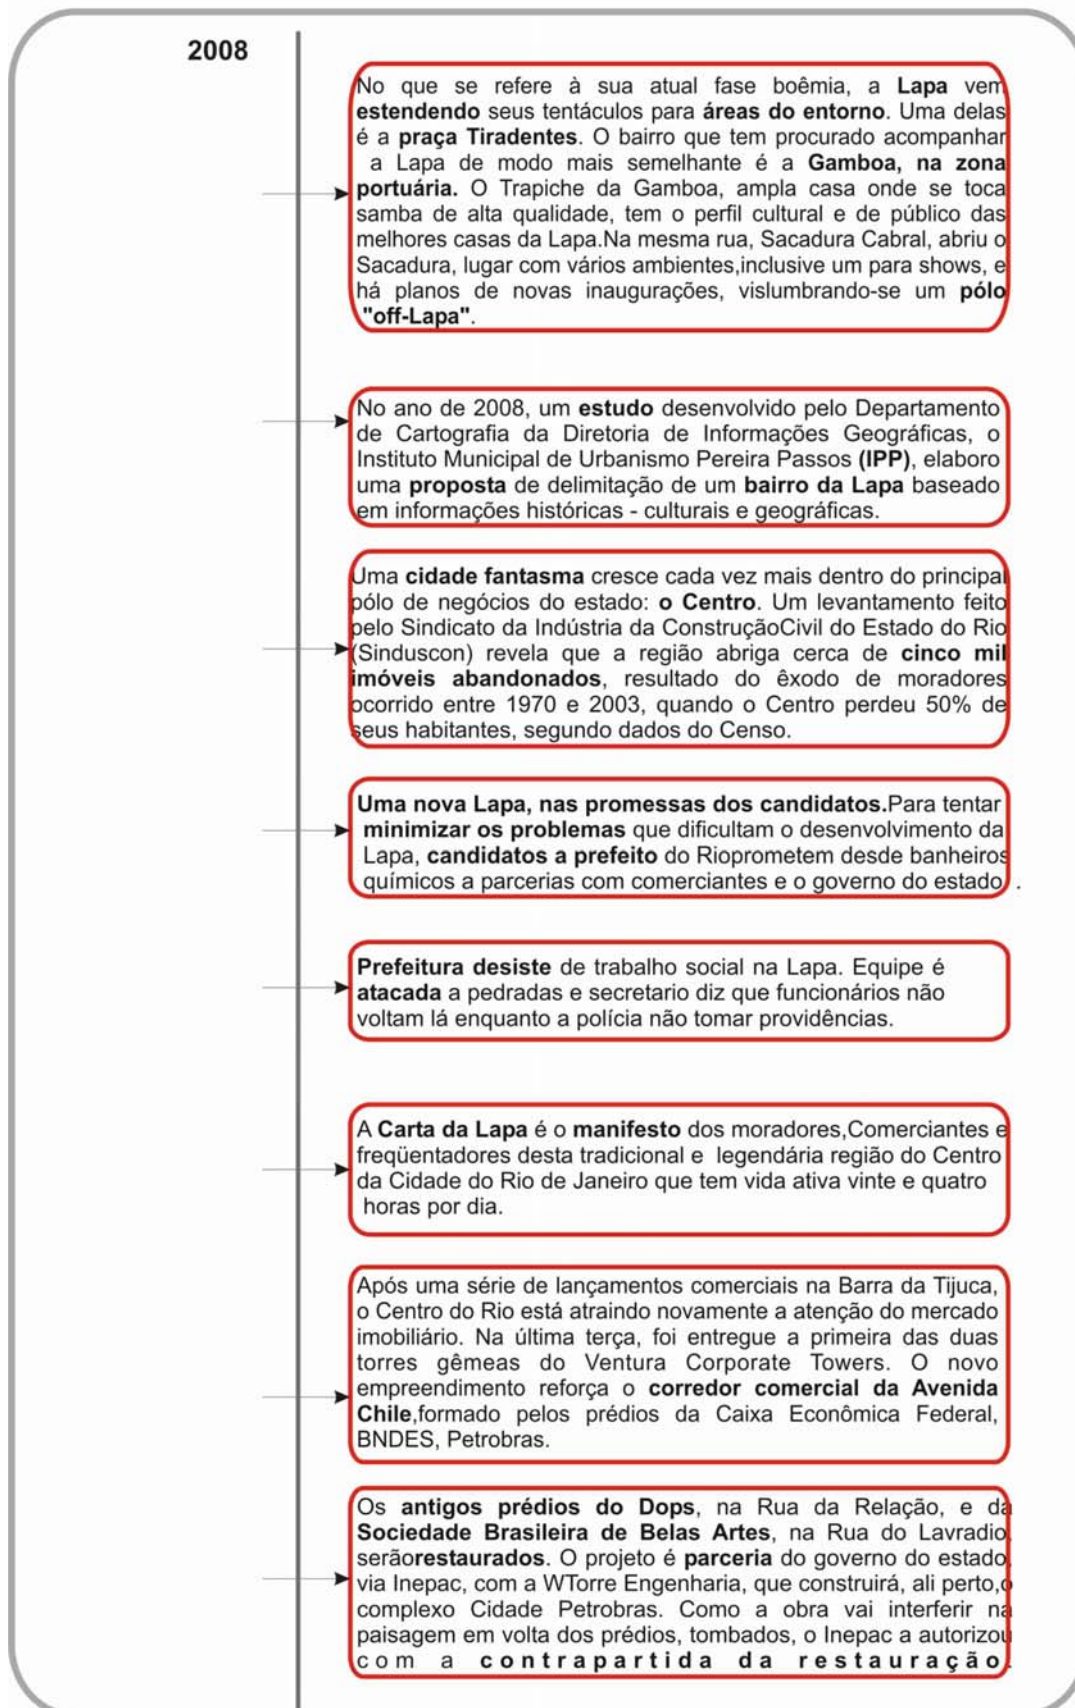 2008
No que se refere à sua atual fase boêmia, a Lapa vem
estendendo seus tentáculos para áreas do entorno. Uma delas
é a praça Tiradentes. O bairro que tem procurado acompanhar
a Lapa de modo mais semelhante é a Gamboa, na zona
portuária. O Trapiche da Gamboa, ampla casa onde se toca
samba de alta qualidade, tem o perfil cultural e de público das
melhores casas da Lapa.Na mesma rua, Sacadura Cabral, abriu o
Sacadura, lugar com vários ambientes,inclusive um para shows, e
há planos de novas inaugurações, vislumbrando-se um pólo
"off-Lapa".
No ano de 2008, um estudo desenvolvido pelo Departamento
de Cartografia da Diretoria de Informações Geográficas, o
Instituto Municipal de Urbanismo Pereira Passos (IPP), elaboro
uma proposta de delimitação de um bairro da Lapa baseado
em informações históricas - culturais e geográficas.
Uma cidade fantasma cresce cada vez mais dentro do principal
pólo de negócios do estado: o Centro. Um levantamento feito
pelo Sindicato da Indústria da ConstruçãoCivil do Estado do Rio
(Sinduscon) revela que a região abriga cerca de cinco mil
imóveis abandonados, resultado do êxodo de moradores
ocorrido entre 1970 e 2003, quando o Centro perdeu 50% de
seus habitantes, segundo dados do Censo.
Uma nova Lapa, nas promessas dos candidatos.Para tentar
minimizar os problemas que dificultam o desenvolvimento da
Lapa, candidatos a prefeito do Rioprometem desde banheiros
químicos a parcerias com comerciantes e o governo do estado .
Prefeitura desiste de trabalho social na Lapa. Equipe é
atacada a pedradas e secretario diz que funcionários não
voltam lá enquanto a polícia não tomar providências.
A Carta da Lapa é o manifesto dos moradores,Comerciantes e
freqüentadores desta tradicional e legendária região do Centro
da Cidade do Rio de Janeiro que tem vida ativa vinte e quatro
horas por dia.
Após uma série de lançamentos comerciais na Barra da Tijuca,
o Centro do Rio está atraindo novamente a atenção do mercado
imobiliário. Na última terça, foi entregue a primeira das duas
torres gêmeas do Ventura Corporate Towers. O novo
empreendimento reforça o corredor comercial da Avenida
Chile,formado pelos prédios da Caixa Econômica Federal,
BNDES, Petrobras.
Os antigos prédios do Dops, na Rua da Relação, e da
Sociedade Brasileira de Belas Artes, na Rua do Lavradio,
serãorestaurados. O projeto é parceria do governo do estado,
via Inepac, com a WTorre Engenharia, que construirá, ali perto,o
complexo Cidade Petrobras. Como a obra vai interferir na
paisagem em volta dos prédios, tombados, o Inepac a autorizou
com a contrapartida da restauração.